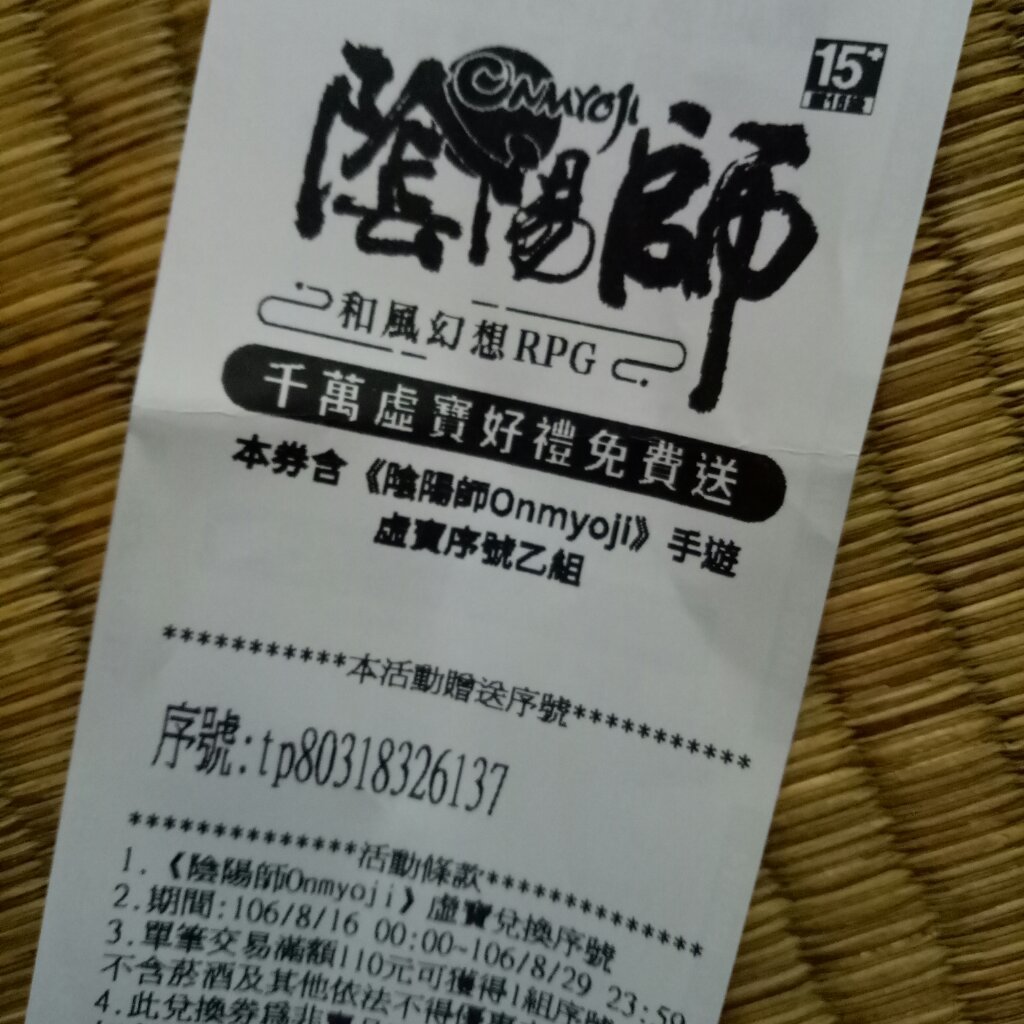 ONMYOJI
陰陽師
15+
和風幻想RPG
千萬虛寶好禮免費送
本券含《陰陽師Onmyoji》手遊
虛寶序號乙組
***********本活動贈送序號***********
序號:tp80318326137
**************活動條款**************
1.《陰陽師Onmyoji》虛寶兌換序號
2.期間:106/8/16 00:00~106/8/29 23:59
3.單筆交易滿額110元可獲得1組序號
不含菸酒及其他依法不得優惠
4.此兌換券為非賣品